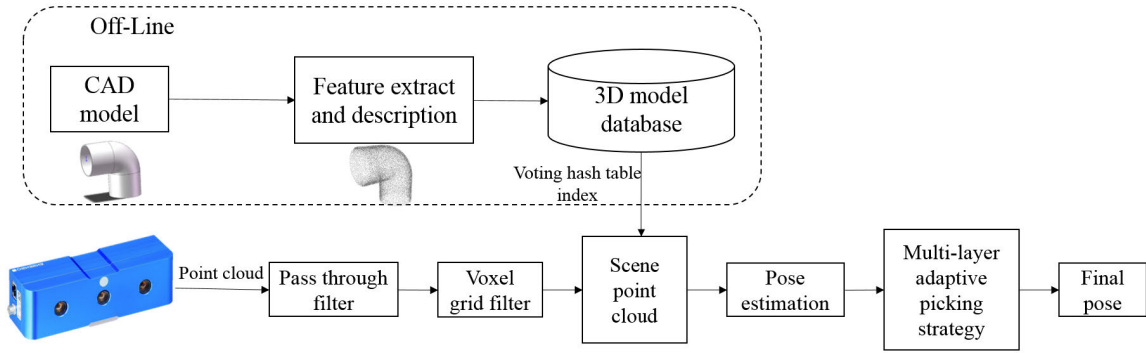 Off-Line
CAD
model
Feature extract
and description
3D model
database
Voting hash table
index
Point cloud
Pass through
filter
Voxel
grid filter
Scene
point
cloud
Pose
estimation
Multi-layer
adaptive
picking
strategy
Final
pose